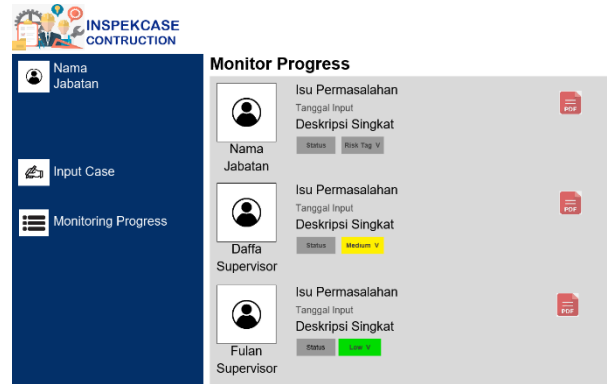 INSPEKCASE
CONTRUCTION
Nama
Jabatan
Input Case
Monitoring Progress
Monitor Progress
Isu Permasalahan
Tanggal Input
Deskripsi Singkat
Status Risk Tag V
Nama
Jabatan
PDF
Isu Permasalahan
Tanggal Input
Deskripsi Singkat
Status Medium V
Daffa
Supervisor
PDF
Isu Permasalahan
Tanggal Input
Deskripsi Singkat
Status Low V
Fulan
Supervisor
PDF